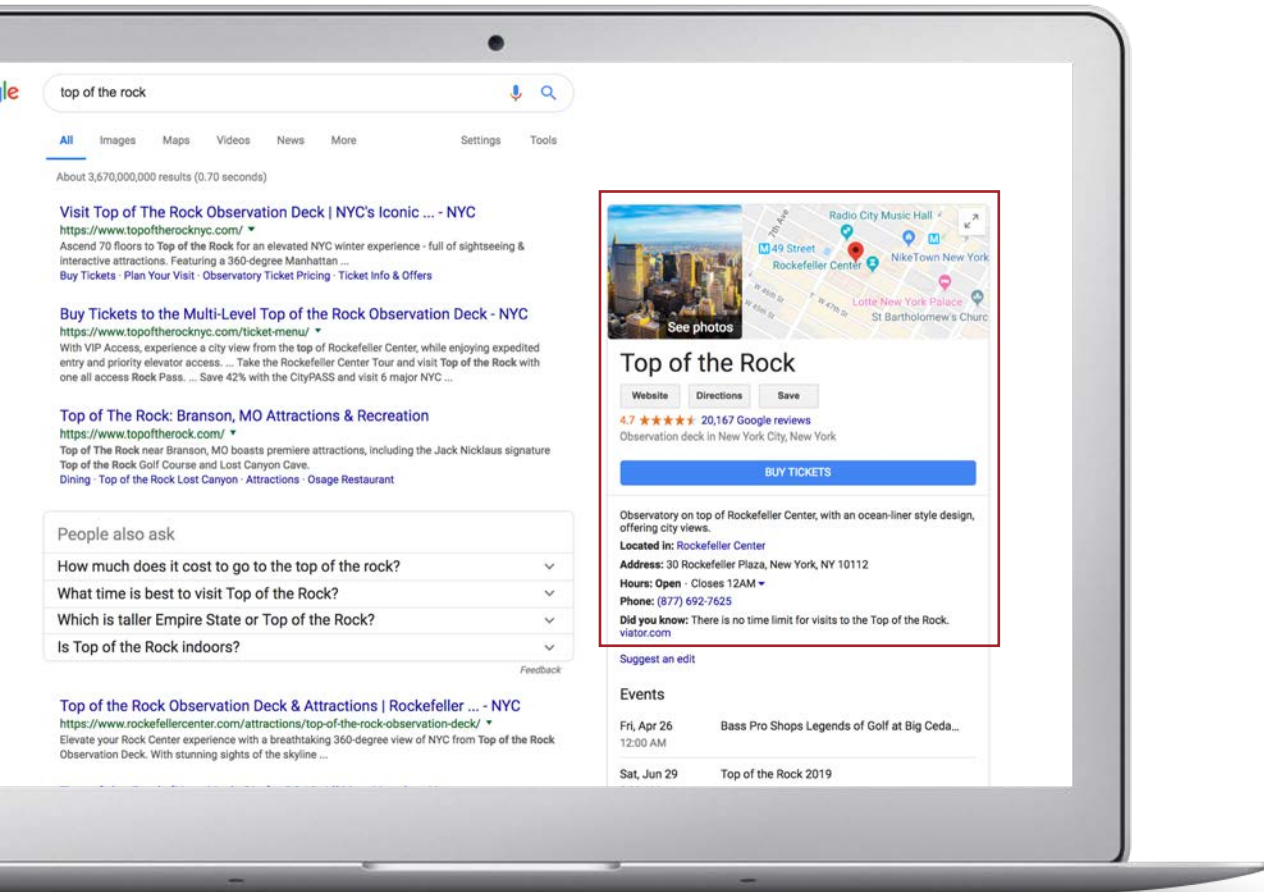 le
top of the rock
All Images Maps Videos News More Settings Tools
About 3,670,000,000 results (0.70 seconds)
Visit Top of The Rock Observation Deck | NYC's Iconic ... - NYC
https://www.topoftherocknyc.com/
Ascend 70 floors to Top of the Rock for an elevated NYC winter experience - full of sightseeing &
interactive attractions. Featuring a 360-degree Manhattan ...
Buy Tickets · Plan Your Visit · Observatory Ticket Pricing · Ticket Info & Offers
Buy Tickets to the Multi-Level Top of the Rock Observation Deck - NYC
https://www.topoftherocknyc.com/ticket-menu/
With VIP Access, experience a city view from the top of Rockefeller Center, while enjoying expedited
entry and priority elevator access. ... Take the Rockefeller Center Tour and visit Top of the Rock with
one all access Rock Pass. ... Save 42% with the CityPASS and visit 6 major NYC ...
Top of The Rock: Branson, MO Attractions & Recreation
https://www.topoftherock.com/
Top of The Rock near Branson, MO boasts premiere attractions, including the Jack Nicklaus signature
Top of the Rock Golf Course and Lost Canyon Cave.
Dining · Top of the Rock Lost Canyon · Attractions · Osage Restaurant
People also ask
How much does it cost to go to the top of the rock?
What time is best to visit Top of the Rock?
Which is taller Empire State or Top of the Rock?
Is Top of the Rock indoors?
Feedback
Top of the Rock Observation Deck & Attractions | Rockefeller ... - NYC
https://www.rockefellercenter.com/attractions/top-of-the-rock-observation-deck/
Elevate your Rock Center experience with a breathtaking 360-degree view of NYC from Top of the Rock
Observation Deck. With stunning sights of the skyline ...
See photos
7th Ave
Radio City Music Hall
M 49 Street
M
Rockefeller Center
NikeTown New York
W 46th St
W 47th St
W 45th St
Lotte New York Palace
St Bartholomew's Churc
Top of the Rock
Website Directions Save
4.7 20,167 Google reviews
Observation deck in New York City, New York
BUY TICKETS
Observatory on top of Rockefeller Center, with an ocean-liner style design,
offering city views.
Located in: Rockefeller Center
Address: 30 Rockefeller Plaza, New York, NY 10112
Hours: Open · Closes 12AM
Phone: (877) 692-7625
Did you know: There is no time limit for visits to the Top of the Rock.
viator.com
Suggest an edit
Events
Fri, Apr 26 Bass Pro Shops Legends of Golf at Big Ceda...
12:00 AM
Sat, Jun 29 Top of the Rock 2019